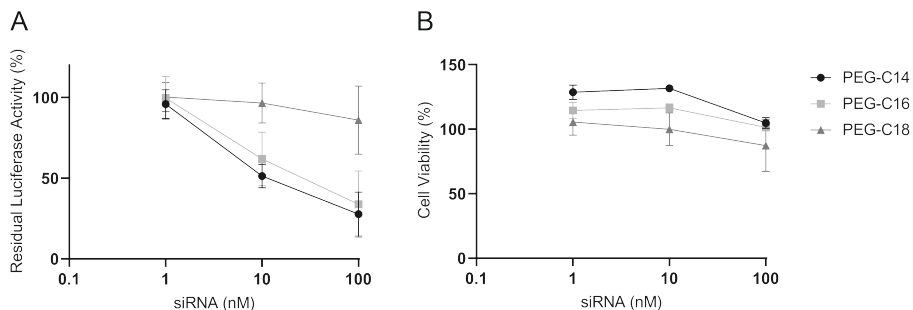 A
Residual Luciferase Activity (%)
100
50
0
0.1 1 10 100
siRNA (nM)
B
Cell Viability (%)
150
100
50
0
0.1 1 10 100
siRNA (nM)
PEG-C14
PEG-C16
PEG-C18